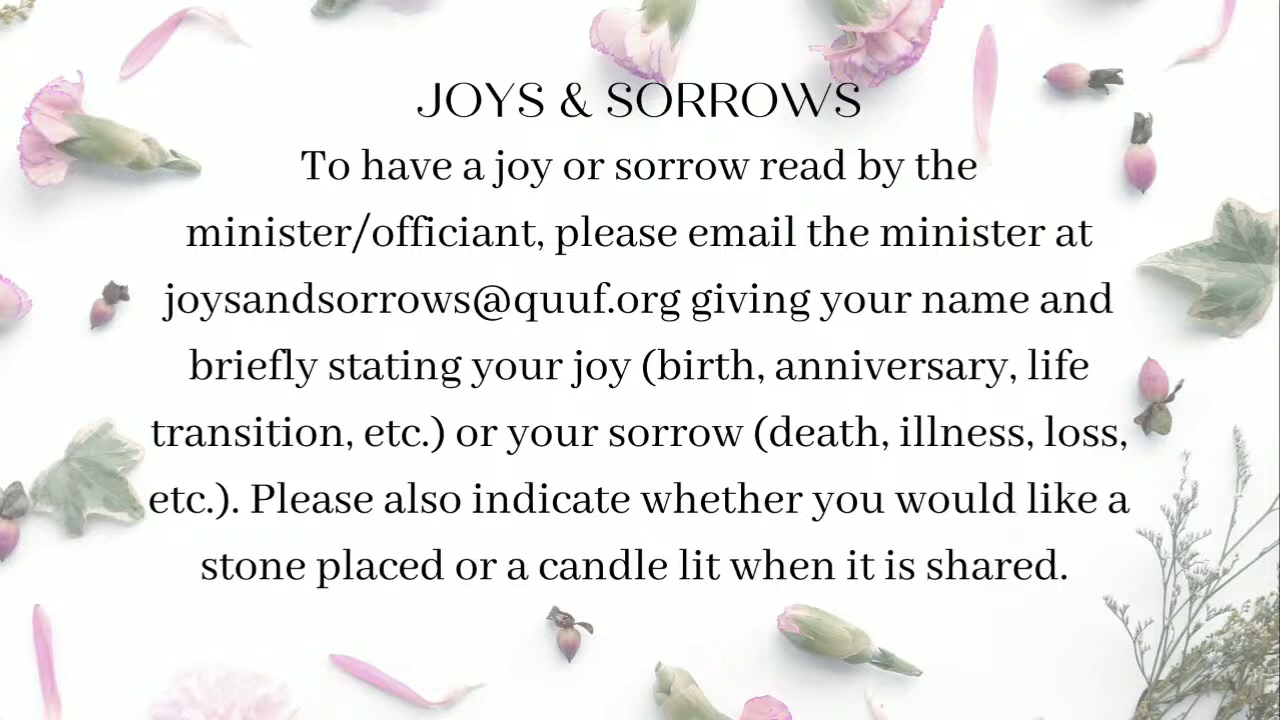 JOYS & SORROWS
To have a joy or sorrow read by the
minister/officiant, please email the minister at
joysandsorrows@quuf.org giving your name and
briefly stating your joy (birth, anniversary, life
transition, etc.) or your sorrow (death, illness, loss,
etc.). Please also indicate whether you would like a
stone placed or a candle lit when it is shared.